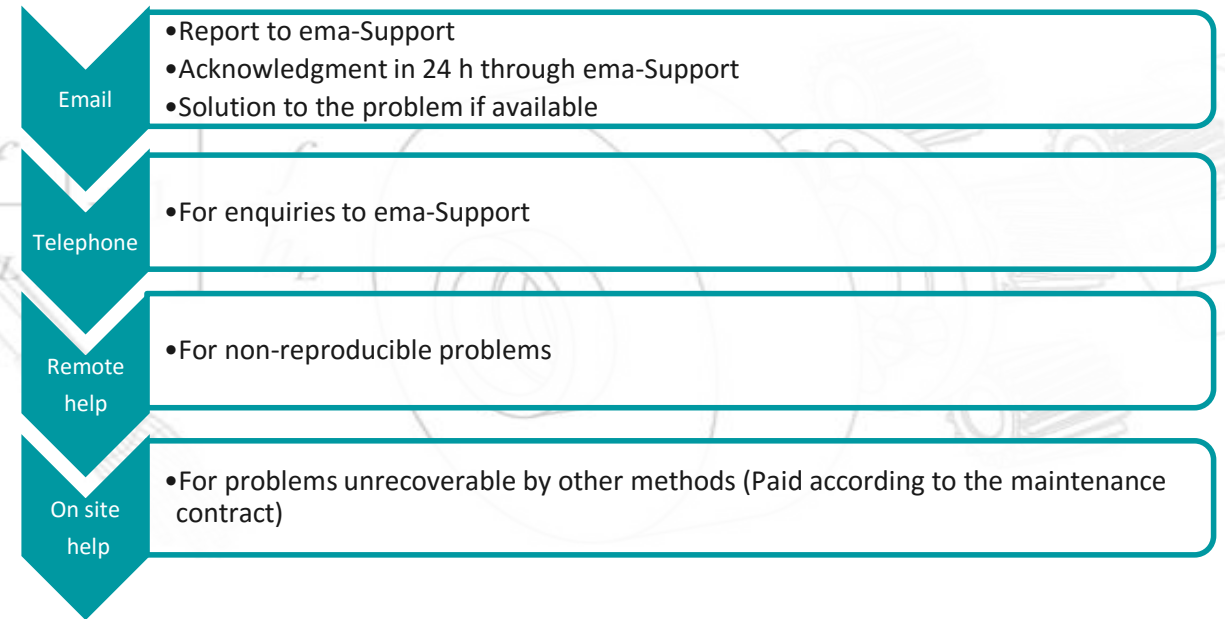 Email
•Report to ema-Support
•Acknowledgment in 24 h through ema-Support
•Solution to the problem if available
Telephone
•For enquiries to ema-Support
Remote
help
•For non-reproducible problems
On site
help
•For problems unrecoverable by other methods (Paid according to the maintenance
contract)